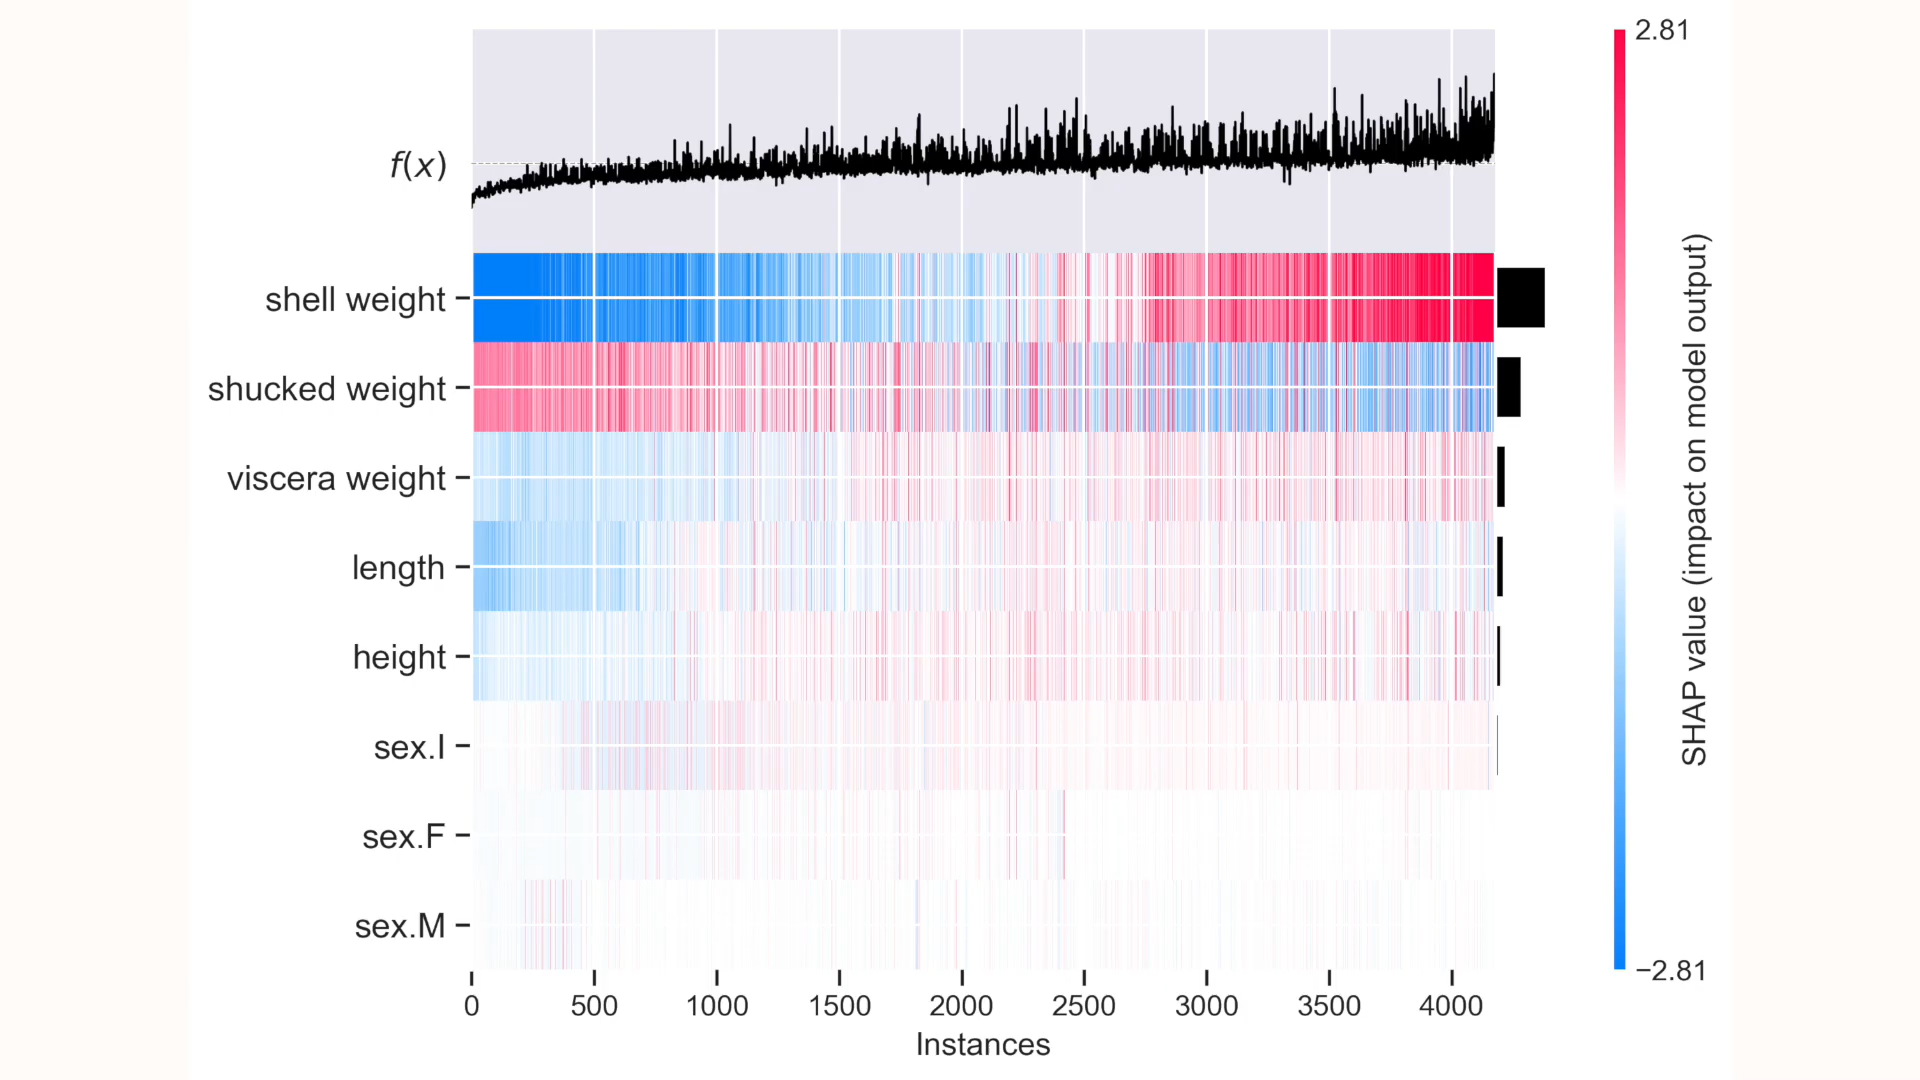 2.81
f(x)
shell weight
shucked weight
viscera weight
length
height
sex.I
sex.F
sex.M
0 500 1000 1500 2000 2500 3000 3500 4000
Instances
SHAP value (impact on model output)
−2.81